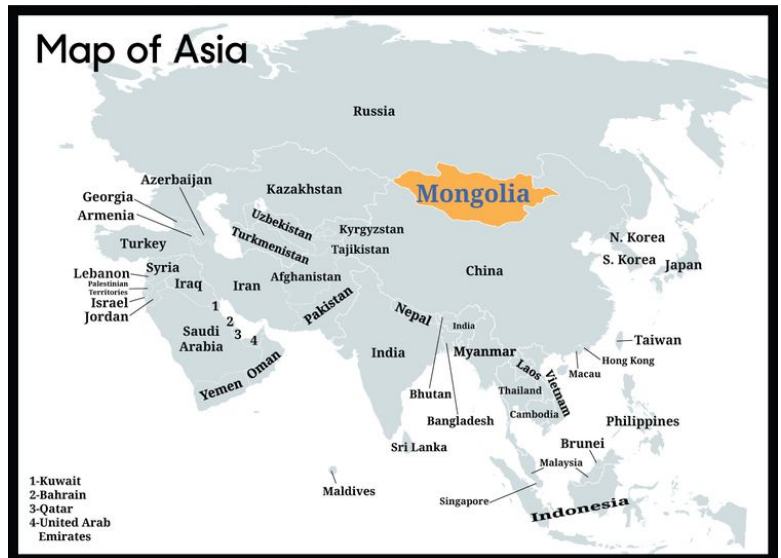 Map of Asia
Russia
Azerbaijan
Georgia
Armenia
Kazakhstan
Mongolia
Uzbekistan
Kyrgyzstan
Turkmenistan
Tajikistan
Turkey
N. Korea
S. Korea
Japan
China
Syria
Lebanon
Palestinian
Territories
Israel
Jordan
Iraq
Iran
Afghanistan
Pakistan
Nepal
1
2
3
4
Saudi
Arabia
Oman
Yemen
India
India
Myanmar
Laos
Vietnam
Thailand
Cambodia
Taiwan
Hong Kong
Macau
Bhutan
Bangladesh
Philippines
Sri Lanka
Brunei
Malaysia
Maldives
Singapore
Indonesia
1-Kuwait
2-Bahrain
3-Qatar
4-United Arab
Emirates